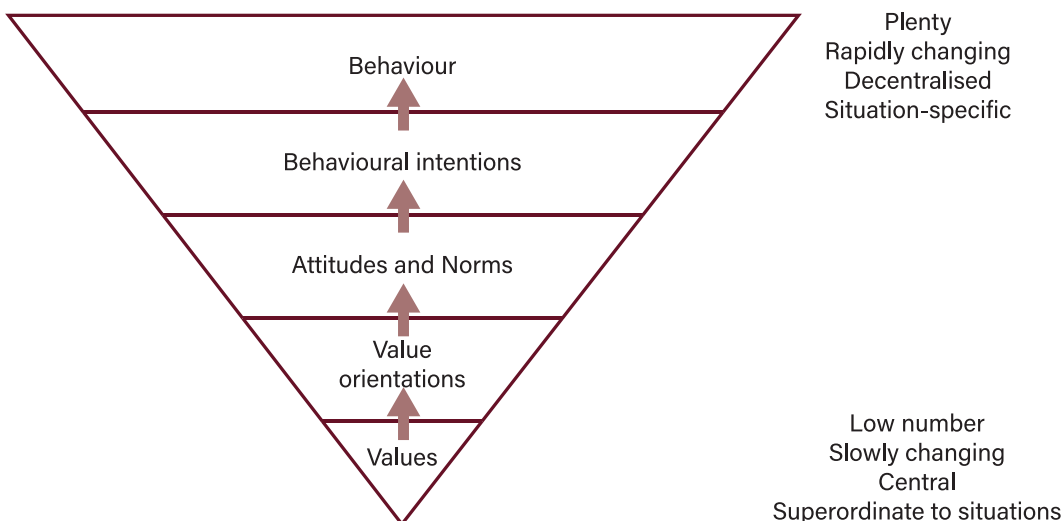 Behaviour
Behavioural intentions
Attitudes and Norms
Value
orientations
Values
Plenty
Rapidly changing
Decentralised
Situation-specific
Low number
Slowly changing
Central
Superordinate to situations